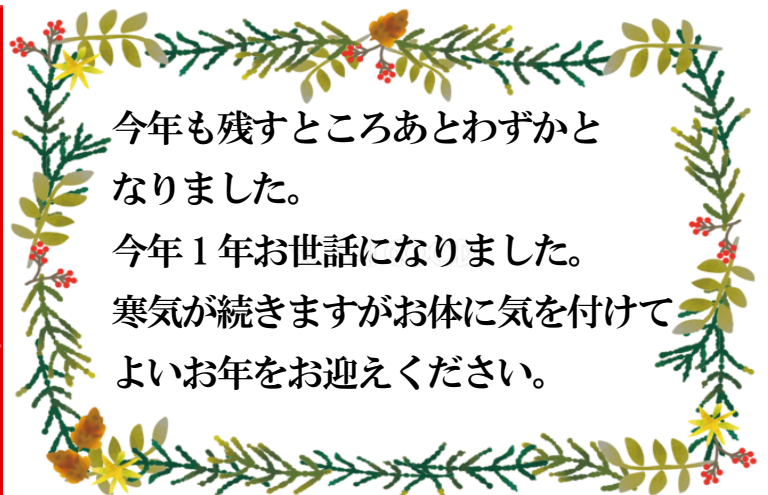 今年も残すところあとわずかと
なりました。
今年１年お世話になりました。
寒気が続きますがお体に気を付けて
よいお年をお迎えください。